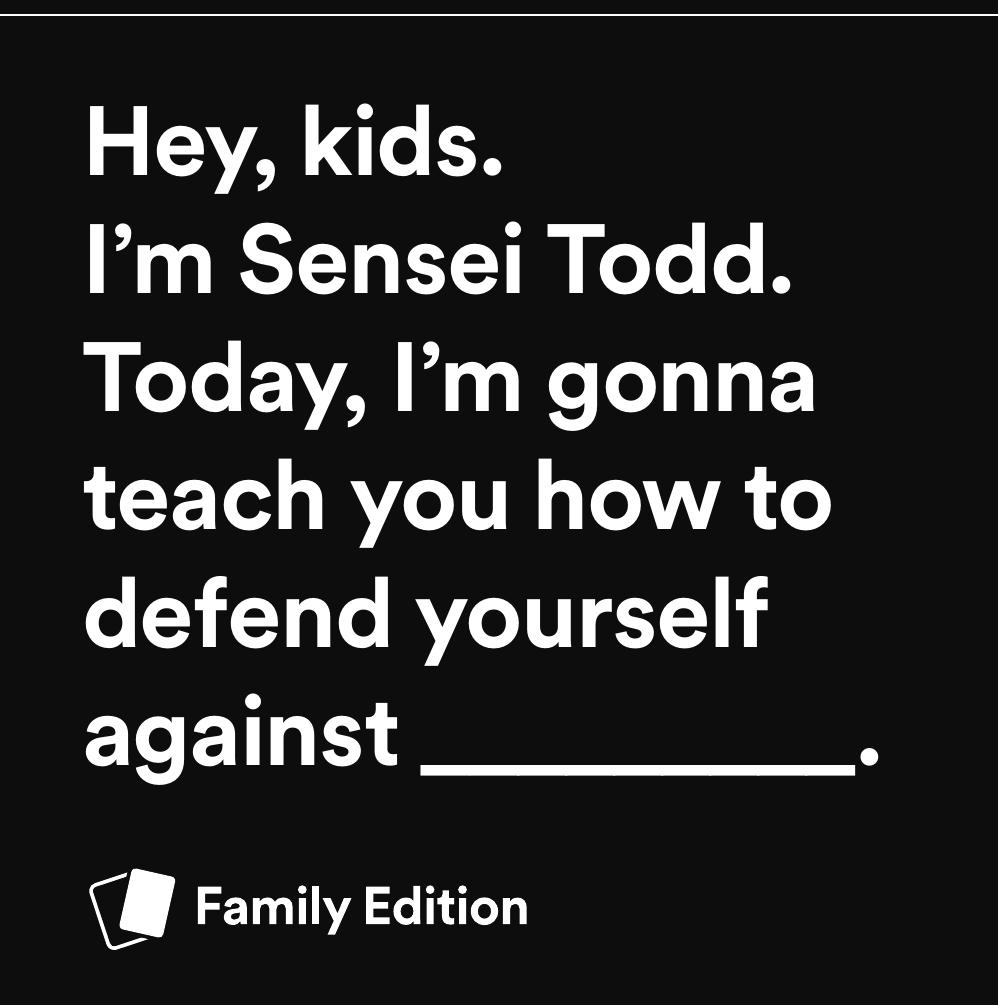 Hey, kids.
I’m Sensei Todd.
Today, I’m gonna
teach you how to
defend yourself
against _________.
Family Edition